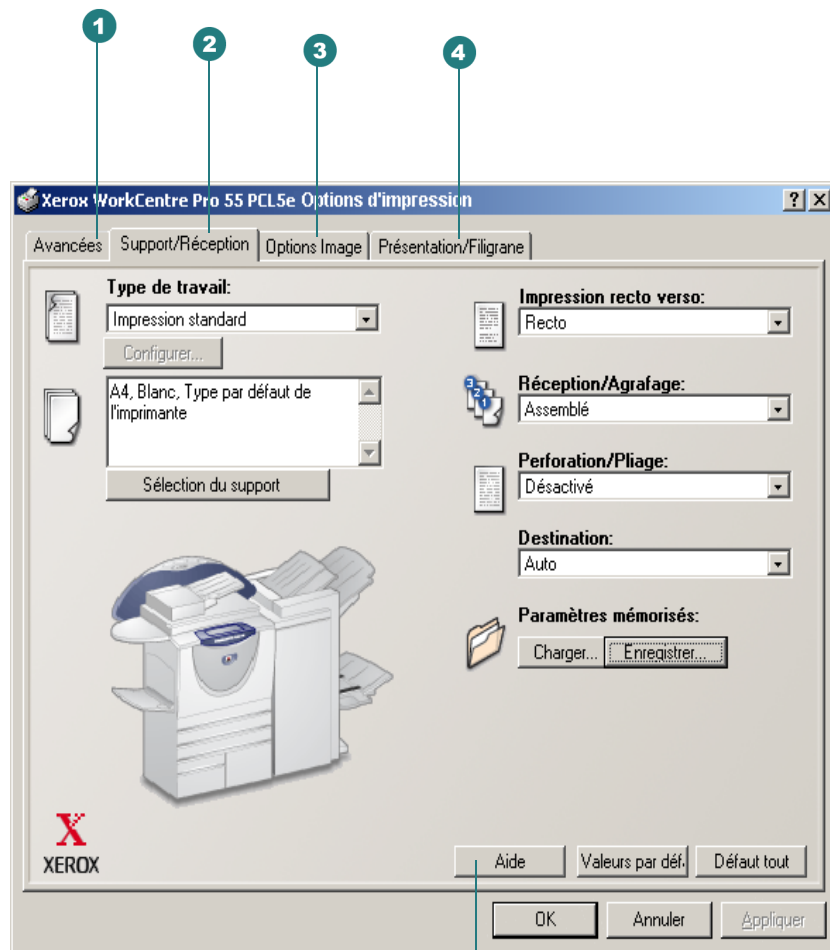 1
2
3
4
Xerox WorkCentre Pro 55 PCL5e Options d'impression
Avancées
Support/Réception
Options Image
Présentation/Filigrane
Type de travail:
Impression standard
Configurer...
A4, Blanc, Type par défaut de
l'imprimante
Sélection du support
Impression recto verso:
Recto
3
2
1
Réception/Agrafage:
Assemblé
Perforation/Pliage:
Désactivé
Destination:
Auto
Paramètres mémorisés:
Charger...
Enregistrer...
X
XEROX
Aide
Valeurs par déf.
Défaut tout
OK
Annuler
Appliquer